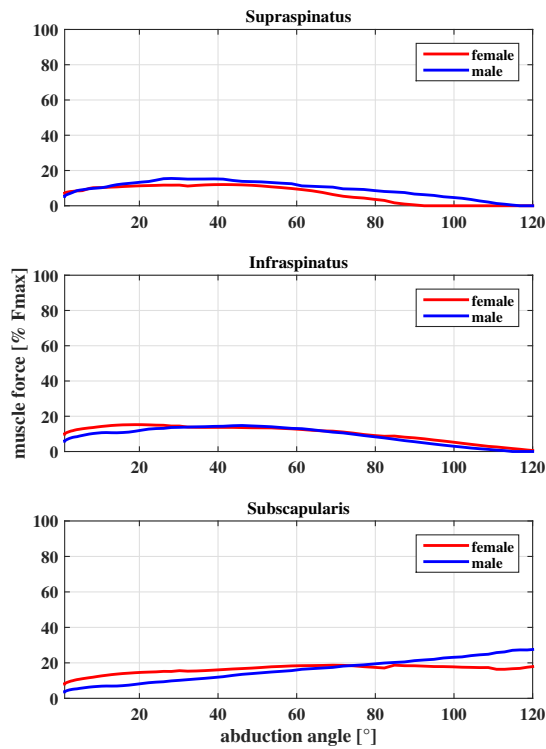 Supraspinatus
100
80
60
40
20
0
female
male
20 40 60 80 100 120
Infraspinatus
muscle force [% Fmax]
100
80
60
40
20
0
female
male
20 40 60 80 100 120
Subscapularis
100
80
60
40
20
0
female
male
20 40 60 80 100 120
abduction angle [°]